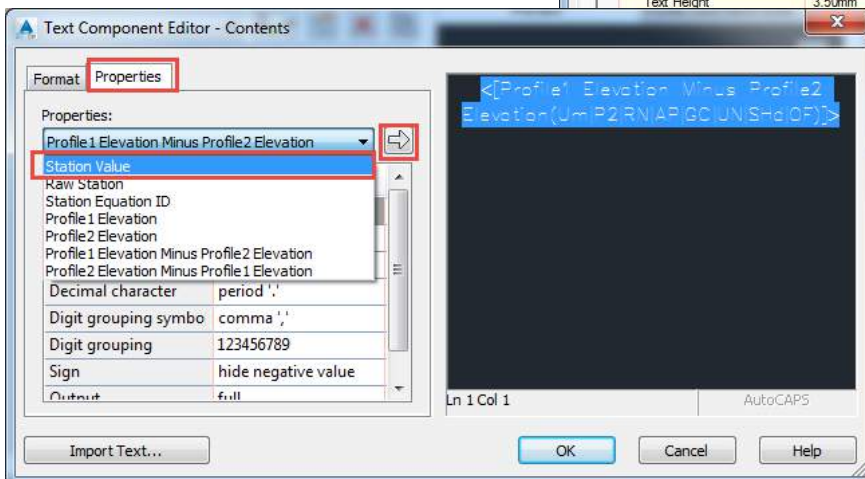 Text Height 3.50mm
Text Component Editor - Contents
Format Properties
Properties:
Profile1 Elevation Minus Profile2 Elevation
Station Value
Raw Station
Station Equation ID
Profile1 Elevation
Profile2 Elevation
Profile1 Elevation Minus Profile2 Elevation
Profile2 Elevation Minus Profile1 Elevation
Decimal character period '.'
Digit grouping symbo comma ','
Digit grouping 123456789
Sign hide negative value
Output full
<[Profile1 Elevation Minus Profile2
Elevation(Um|P2|RN|AP|GC|UN|SHd|OF)]>
Ln 1 Col 1 AutoCAPS
Import Text... OK Cancel Help